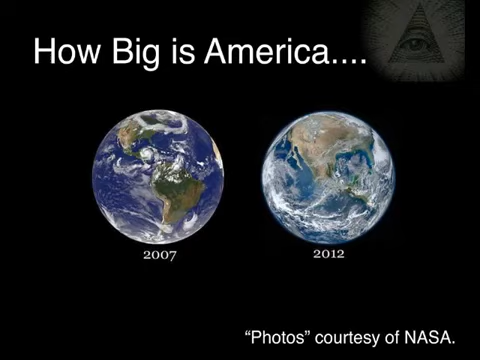 How Big is America....
2007
2012
“Photos” courtesy of NASA.